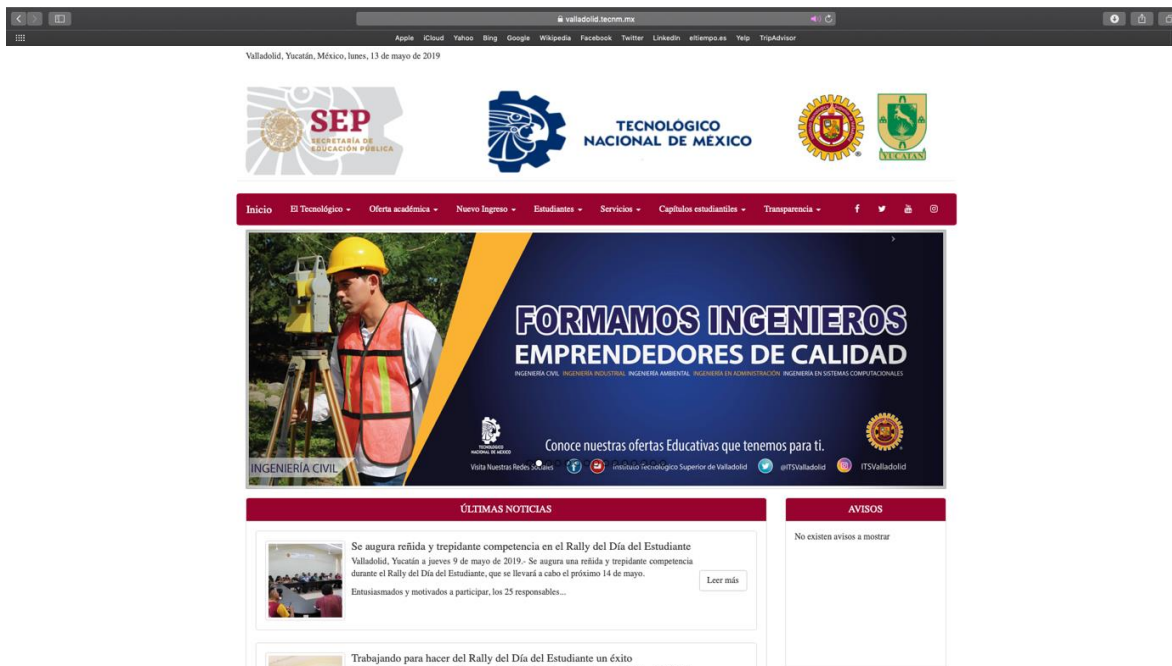 valladolid.tecnm.mx
Apple iCloud Yahoo Bing Google Wikipedia Facebook Twitter LinkedIn eltiempo.es Yelp TripAdvisor
Valladolid, Yucatán, México, lunes, 13 de mayo de 2019
SEP
SECRETARÍA DE
EDUCACIÓN PÚBLICA
TECNOLÓGICO
NACIONAL DE MÉXICO
YUCATAN
Inicio El Tecnológico Oferta académica Nuevo Ingreso Estudiantes Servicios Capítulos estudiantiles Transparencia
FORMAMOS INGENIEROS
EMPRENDEDORES DE CALIDAD
INGENIERÍA CIVIL INGENIERÍA INDUSTRIAL INGENIERÍA AMBIENTAL INGENIERÍA EN ADMINISTRACIÓN INGENIERÍA EN SISTEMAS COMPUTACIONALES
TECNOLÓGICO
NACIONAL DE MÉXICO
Conoce nuestras ofertas Educativas que tenemos para ti.
INGENIERÍA CIVIL
Visita Nuestras Redes Sociales Instituto Tecnológico Superior de Valladolid @ITSValladolid ITSValladolid
ÚLTIMAS NOTICIAS
AVISOS
Se augura reñida y trepidante competencia en el Rally del Día del Estudiante
Valladolid, Yucatán a jueves 9 de mayo de 2019.- Se augura una reñida y trepidante competencia
durante el Rally del Día del Estudiante, que se llevará a cabo el próximo 14 de mayo.
Entusiasmados y motivados a participar, los 25 responsables...
Leer más
No existen avisos a mostrar
Trabajando para hacer del Rally del Día del Estudiante un éxito